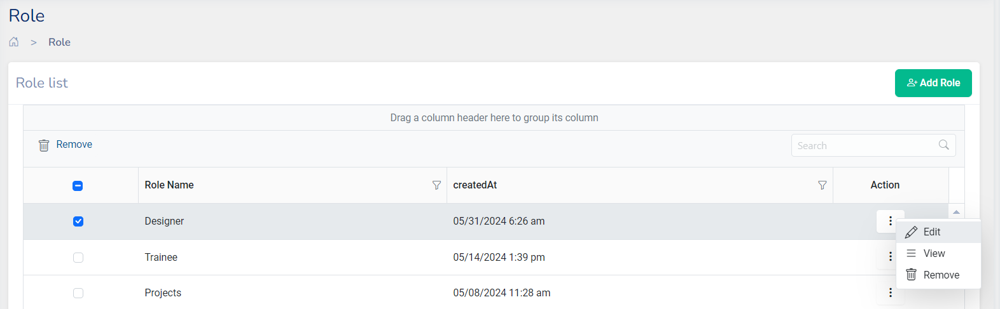 Role
> Role
Role list
Add Role
Drag a column header here to group its column
Remove
Search
Role Name createdAt Action
Designer 05/31/2024 6:26 am
Edit
Trainee 05/14/2024 1:39 pm
View
Remove
Projects 05/08/2024 11:28 am